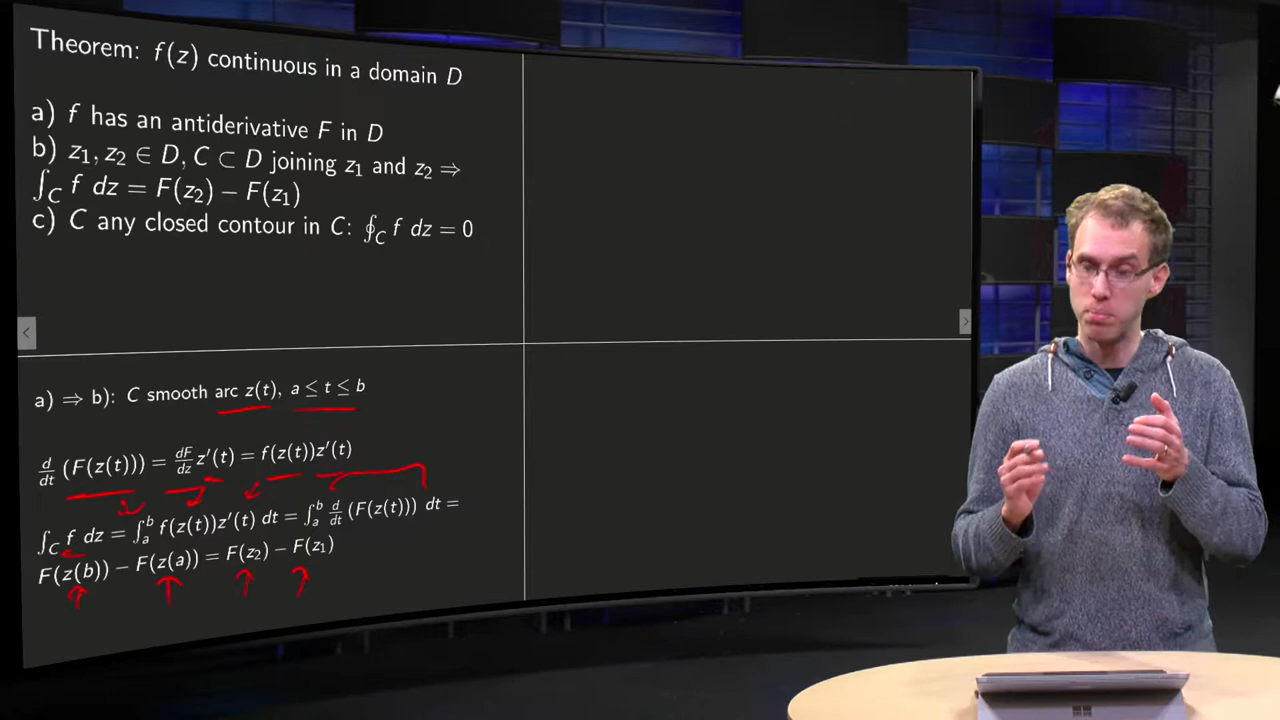 Theorem: f(z) continuous in a domain D
a) f has an antiderivative F in D
b) z₁, z₂ ∈ D, C ⊂ D joining z₁ and z₂ ⇒
∫_C f dz = F(z₂) − F(z₁)
c) C any closed contour in C: ∮_C f dz = 0
a) ⇒ b): C smooth arc z(t), a ≤ t ≤ b
d/dt (F(z(t))) = dF/dz z′(t) = f(z(t))z′(t)
∫_C f dz = ∫_a^b f(z(t))z′(t) dt = ∫_a^b d/dt (F(z(t))) dt =
F(z(b)) − F(z(a)) = F(z₂) − F(z₁)